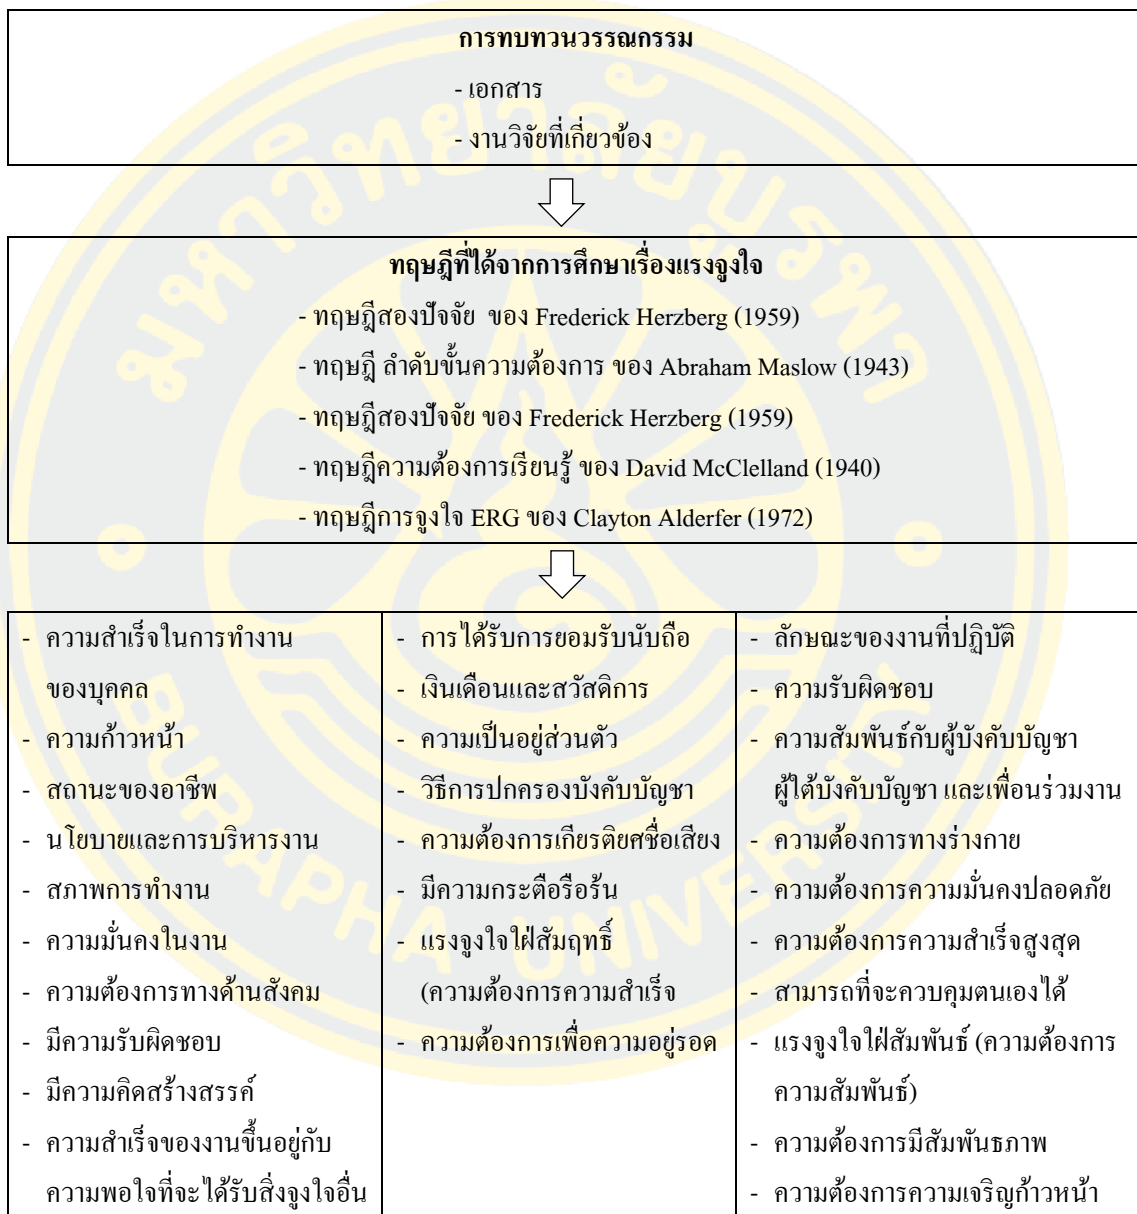 การทบทวนวรรณกรรม
- เอกสาร
- งานวิจัยที่เกี่ยวข้อง
ทฤษฎีที่ได้จากการศึกษาเรื่องแรงจูงใจ
- ทฤษฎีสองปัจจัย ของ Frederick Herzberg (1959)
- ทฤษฎี ลำดับขั้นความต้องการ ของ Abraham Maslow (1943)
- ทฤษฎีสองปัจจัย ของ Frederick Herzberg (1959)
- ทฤษฎีความต้องการเรียนรู้ ของ David McClelland (1940)
- ทฤษฎีการจูงใจ ERG ของ Clayton Alderfer (1972)
- ความสำเร็จในการทำงาน
ของบุคคล
- ความก้าวหน้า
- สถานะของอาชีพ
- นโยบายและการบริหารงาน
- สภาพการทำงาน
- ความมั่นคงในงาน
- ความต้องการทางด้านสังคม
- มีความรับผิดชอบ
- มีความคิดสร้างสรรค์
- ความสำเร็จของงานขึ้นอยู่กับ
ความพอใจที่จะได้รับสิ่งจูงใจอื่น
- การได้รับการยอมรับนับถือ
- เงินเดือนและสวัสดิการ
- ความเป็นอยู่ส่วนตัว
- วิธีการปกครองบังคับบัญชา
- ความต้องการเกียรติยศชื่อเสียง
- มีความกระตือรือร้น
- แรงจูงใจใฝ่สัมฤทธิ์
(ความต้องการความสำเร็จ
- ความต้องการเพื่อความอยู่รอด
- ลักษณะของงานที่ปฏิบัติ
- ความรับผิดชอบ
- ความสัมพันธ์กับผู้บังคับบัญชา
ผู้ใต้บังคับบัญชา และเพื่อนร่วมงาน
- ความต้องการทางร่างกาย
- ความต้องการความมั่นคงปลอดภัย
- ความต้องการความสำเร็จสูงสุด
- สามารถที่จะควบคุมตนเองได้
- แรงจูงใจใฝ่สัมพันธ์ (ความต้องการ
ความสัมพันธ์)
- ความต้องการมีสัมพันธภาพ
- ความต้องการความเจริญก้าวหน้า
มหาวิทยาลัยบูรพา
BURAPHA UNIVERSITY